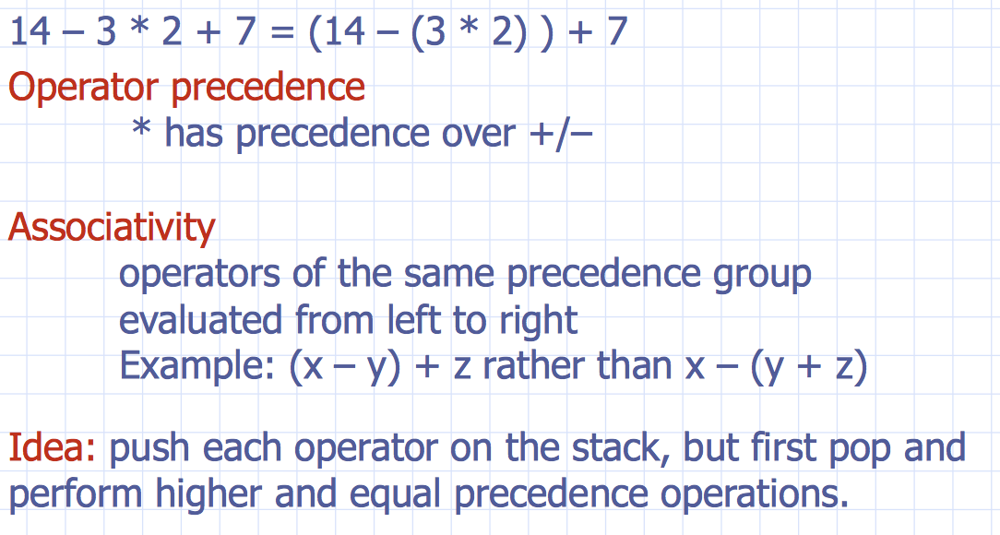 14 – 3 * 2 + 7 = (14 – (3 * 2) ) + 7
Operator precedence
* has precedence over +/–
Associativity
operators of the same precedence group
evaluated from left to right
Example: (x – y) + z rather than x – (y + z)
Idea: push each operator on the stack, but first pop and
perform higher and equal precedence operations.